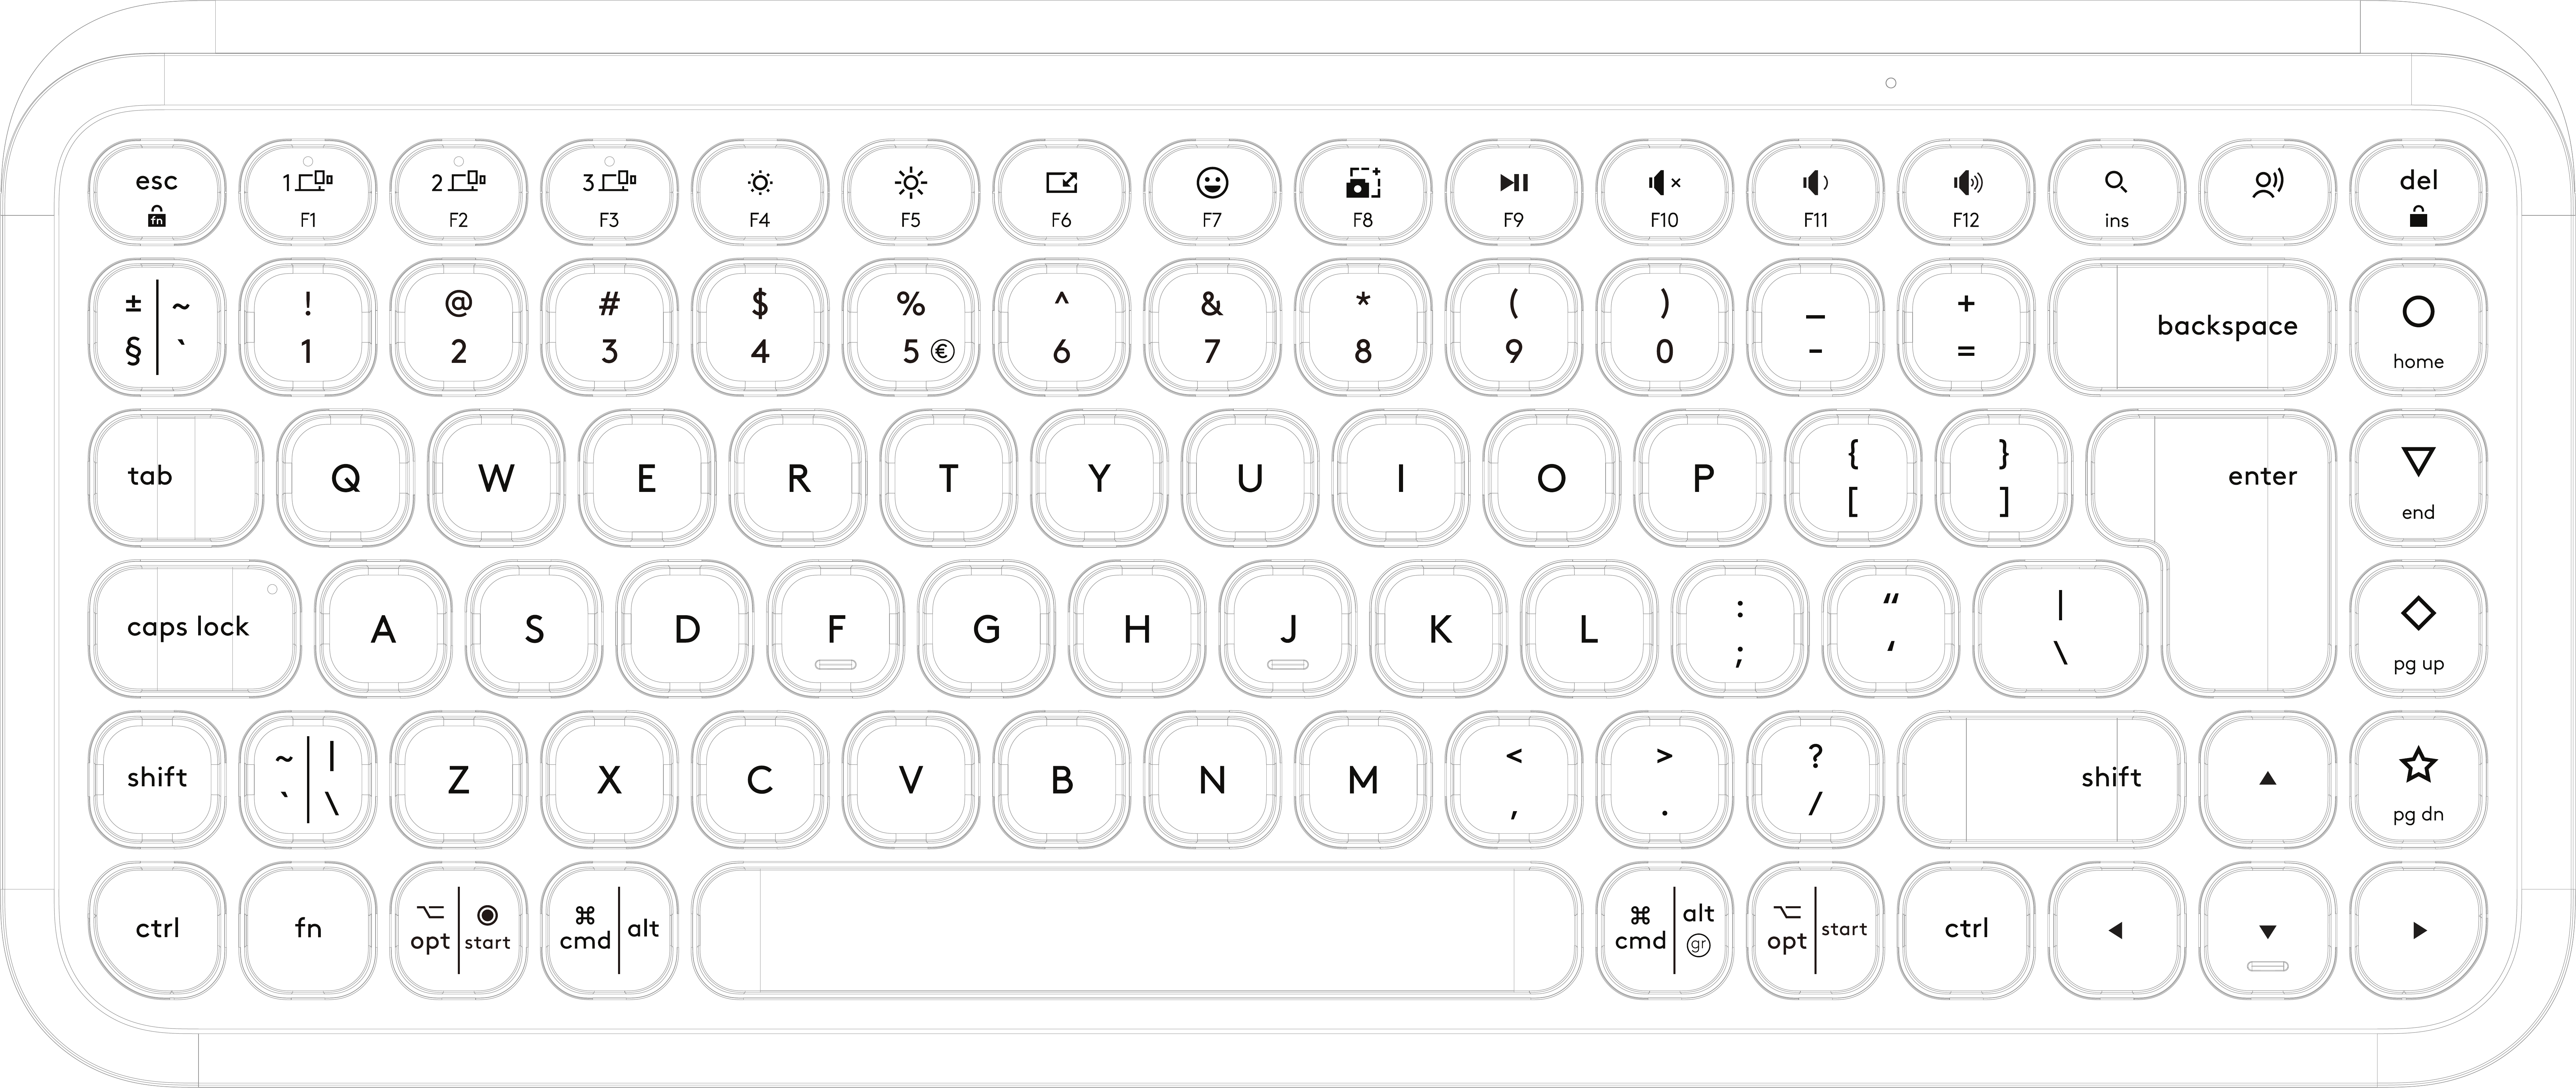 esc 1 2 3 del
fn F1 F2 F3 F4 F5 F6 F7 F8 F9 F10 F11 F12 ins
± ~ ! @ # $ % ^ & * ( ) _ +
§ ` 1 2 3 4 5 € 6 7 8 9 0 - = backspace
home
{ }
tab Q W E R T Y U I O P [ ] enter
end
: “ |
caps lock A S D F G H J K L ; ‘ \
pg up
~ | < > ?
shift ` \ Z X C V B N M , . / shift
pg dn
⌥ ⌘ ⌘ alt ⌥
ctrl fn opt start cmd alt cmd gr opt start ctrl